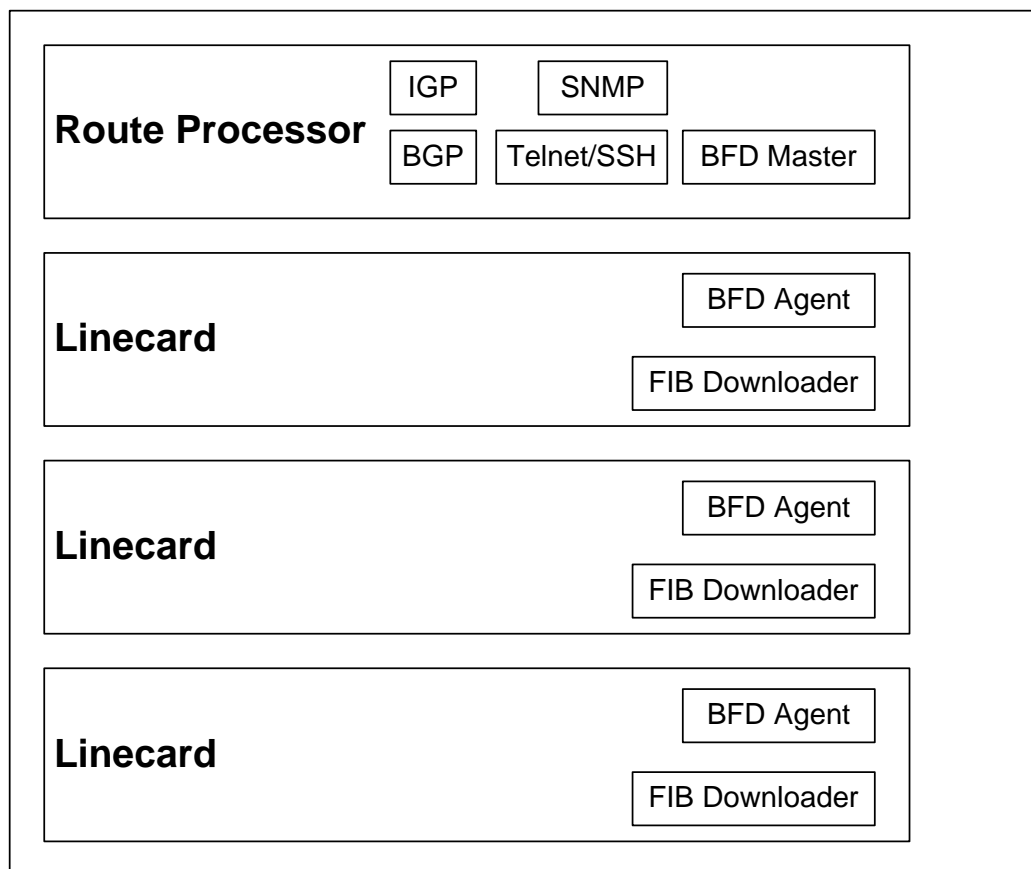 IGP
SNMP
Route Processor
BGP
Telnet/SSH
BFD Master
BFD Agent
Linecard
FIB Downloader
BFD Agent
Linecard
FIB Downloader
BFD Agent
Linecard
FIB Downloader